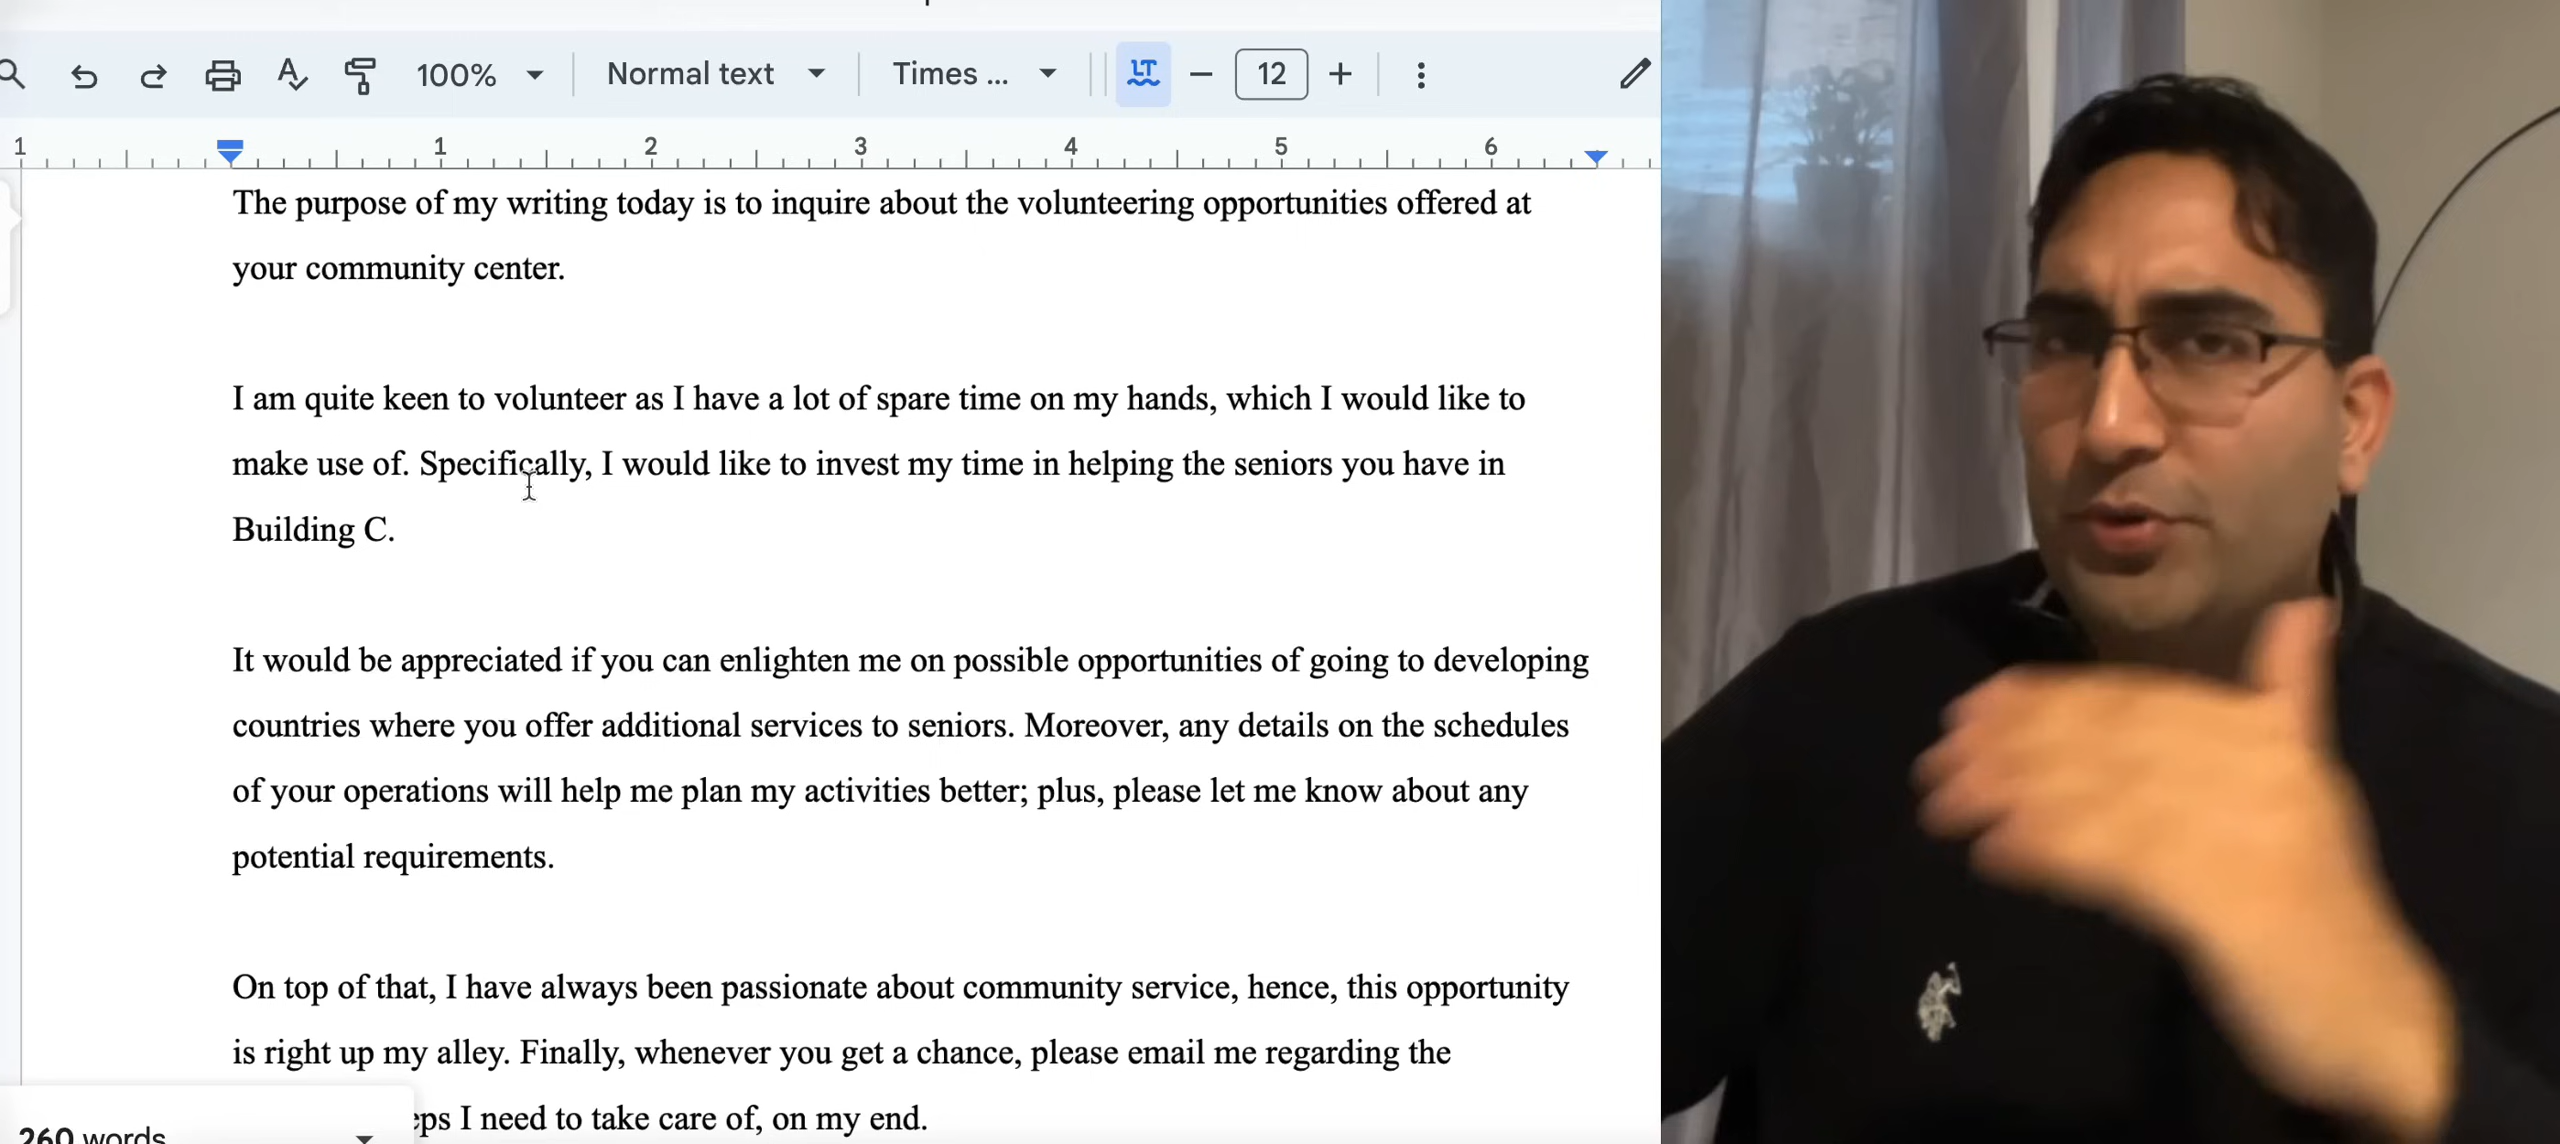 100%
Normal text
Times ...
LT
12
1
1
2
3
4
5
6
The purpose of my writing today is to inquire about the volunteering opportunities offered at
your community center.
I am quite keen to volunteer as I have a lot of spare time on my hands, which I would like to
make use of. Specifically, I would like to invest my time in helping the seniors you have in
Building C.
It would be appreciated if you can enlighten me on possible opportunities of going to developing
countries where you offer additional services to seniors. Moreover, any details on the schedules
of your operations will help me plan my activities better; plus, please let me know about any
potential requirements.
On top of that, I have always been passionate about community service, hence, this opportunity
is right up my alley. Finally, whenever you get a chance, please email me regarding the
I need to take care of, on my end.
260 words